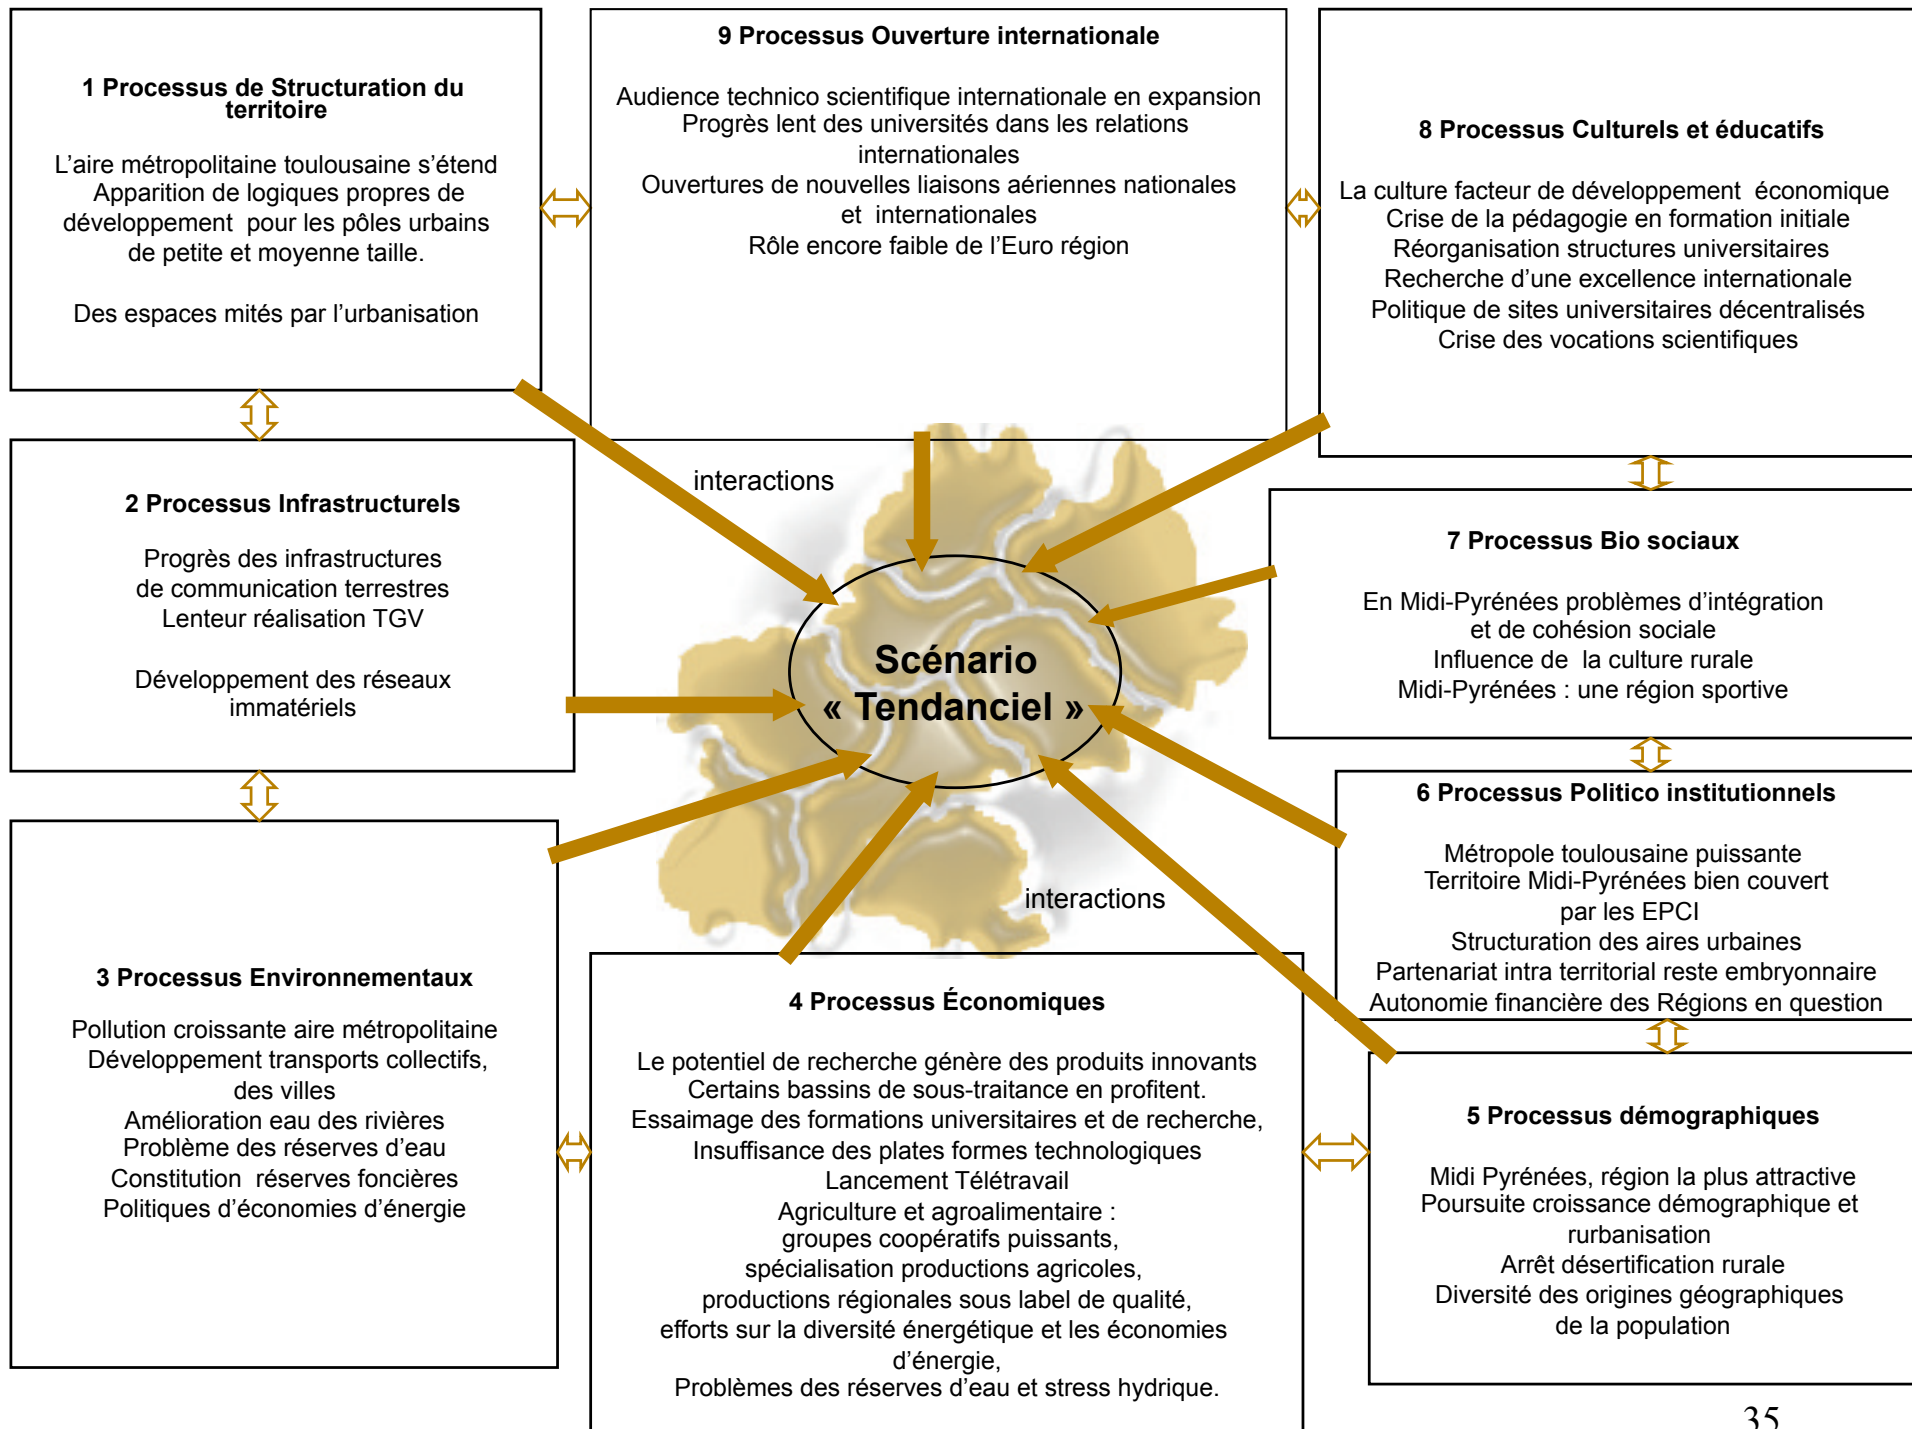 1 Processus de Structuration du
territoire
L’aire métropolitaine toulousaine s’étend
Apparition de logiques propres de
développement pour les pôles urbains
de petite et moyenne taille.
Des espaces mités par l’urbanisation
9 Processus Ouverture internationale
Audience technico scientifique internationale en expansion
Progrès lent des universités dans les relations
internationales
Ouvertures de nouvelles liaisons aériennes nationales
et internationales
Rôle encore faible de l’Euro région
8 Processus Culturels et éducatifs
La culture facteur de développement économique
Crise de la pédagogie en formation initiale
Réorganisation structures universitaires
Recherche d’une excellence internationale
Politique de sites universitaires décentralisés
Crise des vocations scientifiques
2 Processus Infrastructurels
Progrès des infrastructures
de communication terrestres
Lenteur réalisation TGV
Développement des réseaux
immatériels
interactions
Scénario
« Tendanciel »
interactions
7 Processus Bio sociaux
En Midi-Pyrénées problèmes d’intégration
et de cohésion sociale
Influence de la culture rurale
Midi-Pyrénées : une région sportive
6 Processus Politico institutionnels
Métropole toulousaine puissante
Territoire Midi-Pyrénées bien couvert
par les EPCI
Structuration des aires urbaines
Partenariat intra territorial reste embryonnaire
Autonomie financière des Régions en question
3 Processus Environnementaux
Pollution croissante aire métropolitaine
Développement transports collectifs,
des villes
Amélioration eau des rivières
Problème des réserves d’eau
Constitution réserves foncières
Politiques d’économies d’énergie
4 Processus Économiques
Le potentiel de recherche génère des produits innovants
Certains bassins de sous-traitance en profitent.
Essaimage des formations universitaires et de recherche,
Insuffisance des plates formes technologiques
Lancement Télétravail
Agriculture et agroalimentaire :
groupes coopératifs puissants,
spécialisation productions agricoles,
productions régionales sous label de qualité,
efforts sur la diversité énergétique et les économies
d’énergie,
Problèmes des réserves d’eau et stress hydrique.
5 Processus démographiques
Midi Pyrénées, région la plus attractive
Poursuite croissance démographique et
rurbanisation
Arrêt désertification rurale
Diversité des origines géographiques
de la population
35